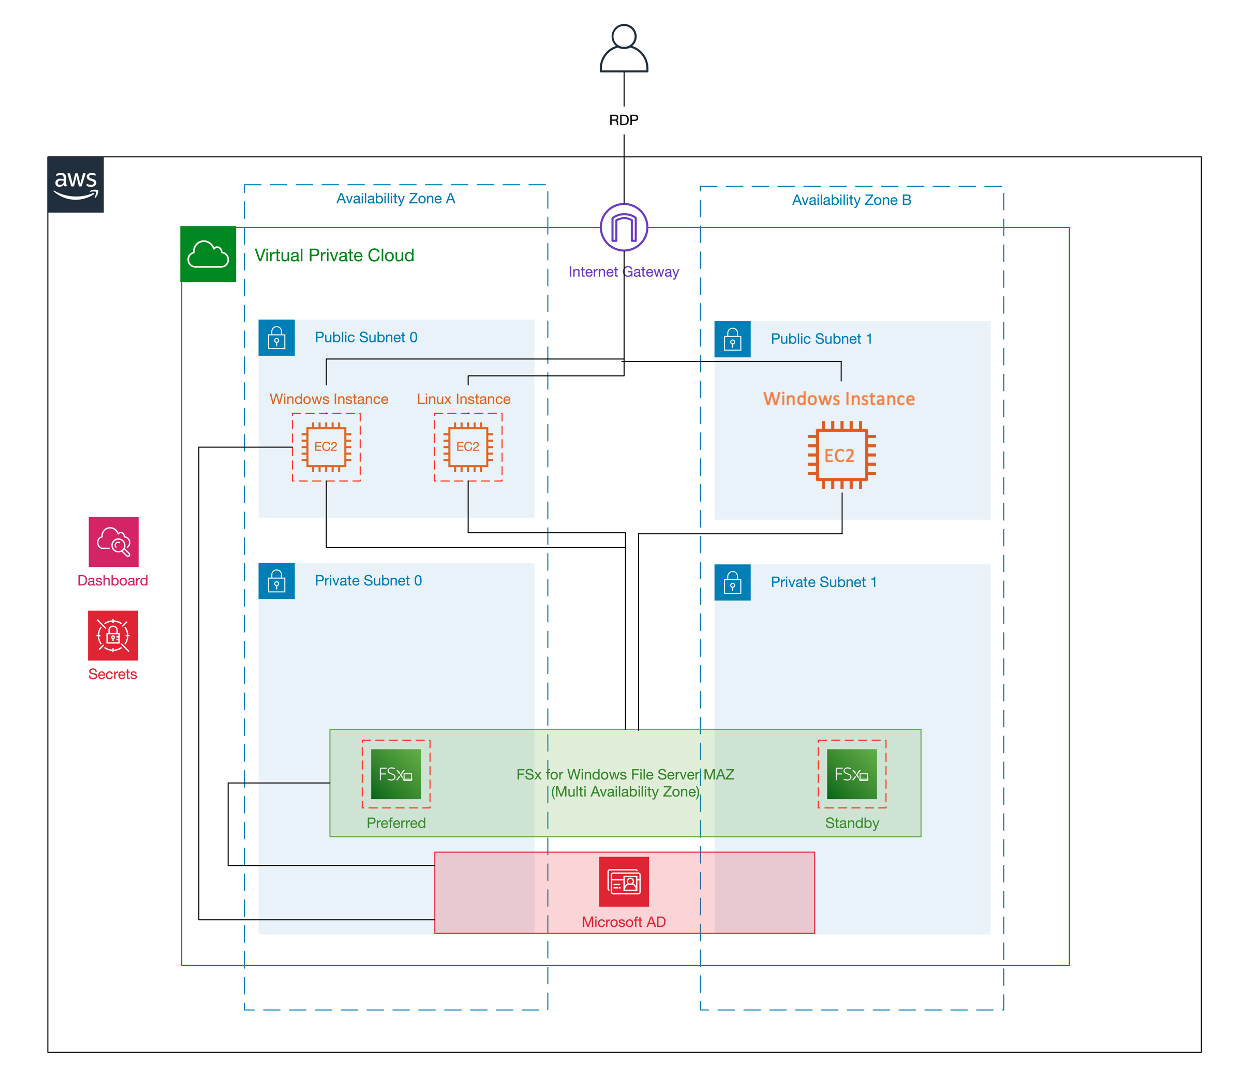 RDP
aws
Availability Zone A
Availability Zone B
Virtual Private Cloud
Internet Gateway
Public Subnet 0
Public Subnet 1
Windows Instance
Linux Instance
Windows Instance
EC2
EC2
EC2
Dashboard
Private Subnet 0
Private Subnet 1
Secrets
FSx
FSx for Windows File Server MAZ
(Multi Availability Zone)
FSx
Preferred
Standby
Microsoft AD